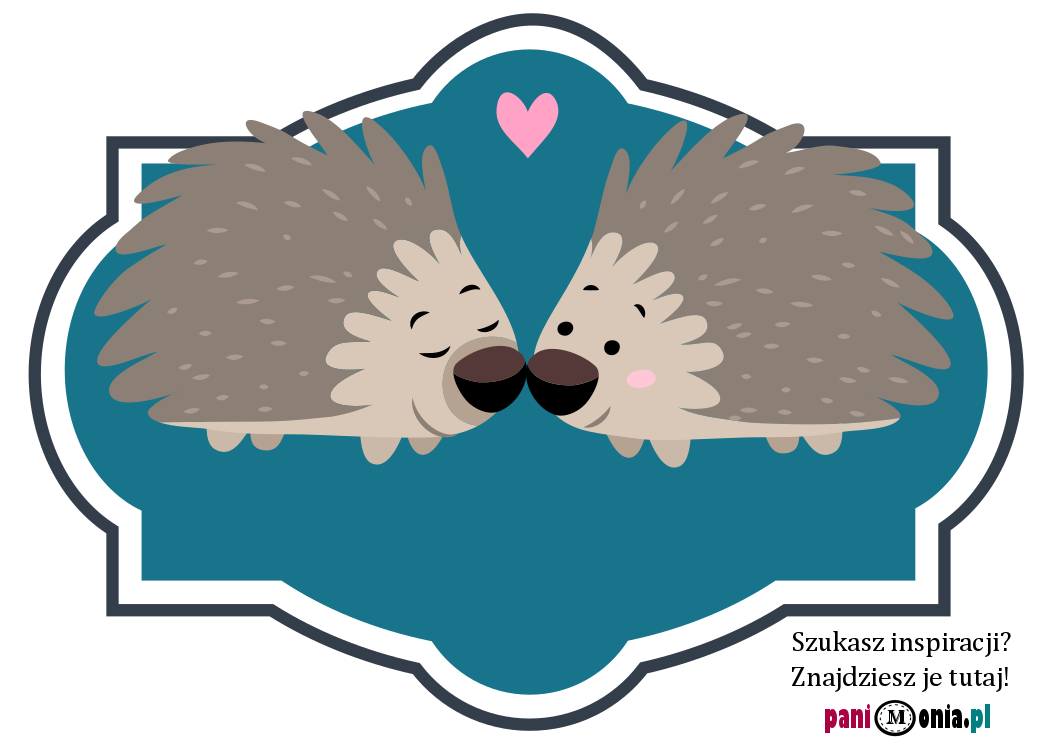 Szukasz inspiracji?
Znajdziesz je tutaj!
paniMonia.pl